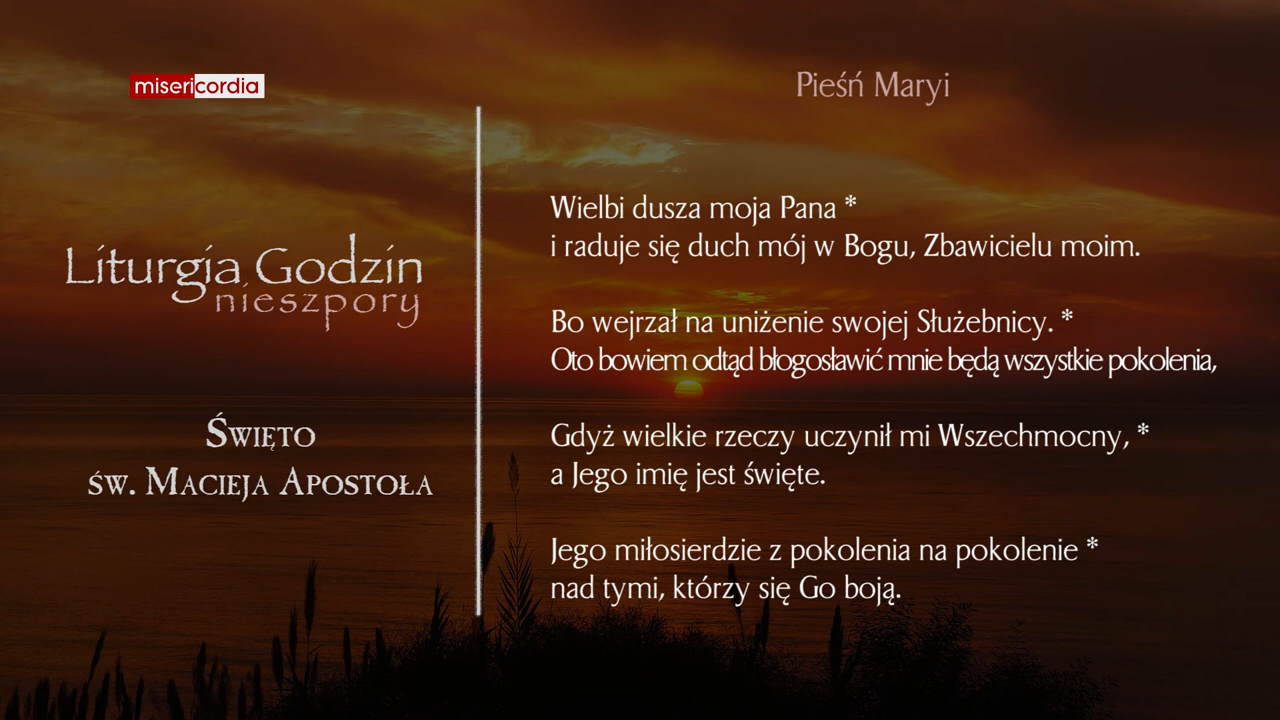 misericordia
Liturgia Godzin
nieszpory
Święto
św. Macieja Apostoła
Pieśń Maryi
Wielbi dusza moja Pana *
i raduje się duch mój w Bogu, Zbawicielu moim.
Bo wejrzał na uniżenie swojej Służebnicy. *
Oto bowiem odtąd błogosławić mnie będą wszystkie pokolenia,
Gdyż wielkie rzeczy uczynił mi Wszechmocny, *
a Jego imię jest święte.
Jego miłosierdzie z pokolenia na pokolenie *
nad tymi, którzy się Go boją.